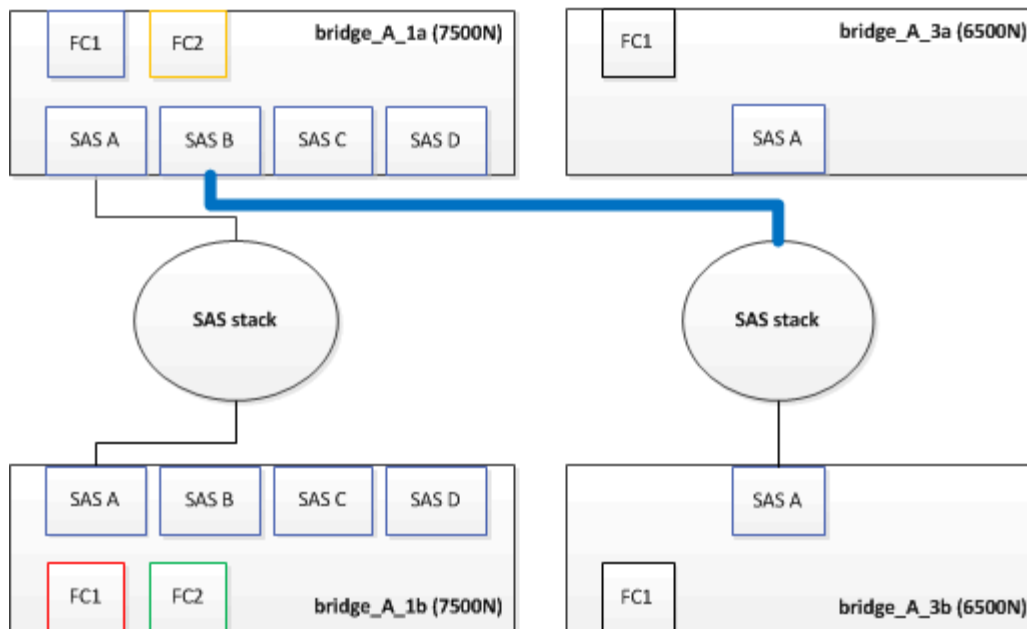 bridge_A_1a (7500N)
FC1
FC2
SAS A
SAS B
SAS C
SAS D
bridge_A_3a (6500N)
FC1
SAS A
SAS stack
SAS stack
SAS A
SAS B
SAS C
SAS D
FC1
FC2
bridge_A_1b (7500N)
SAS A
FC1
bridge_A_3b (6500N)